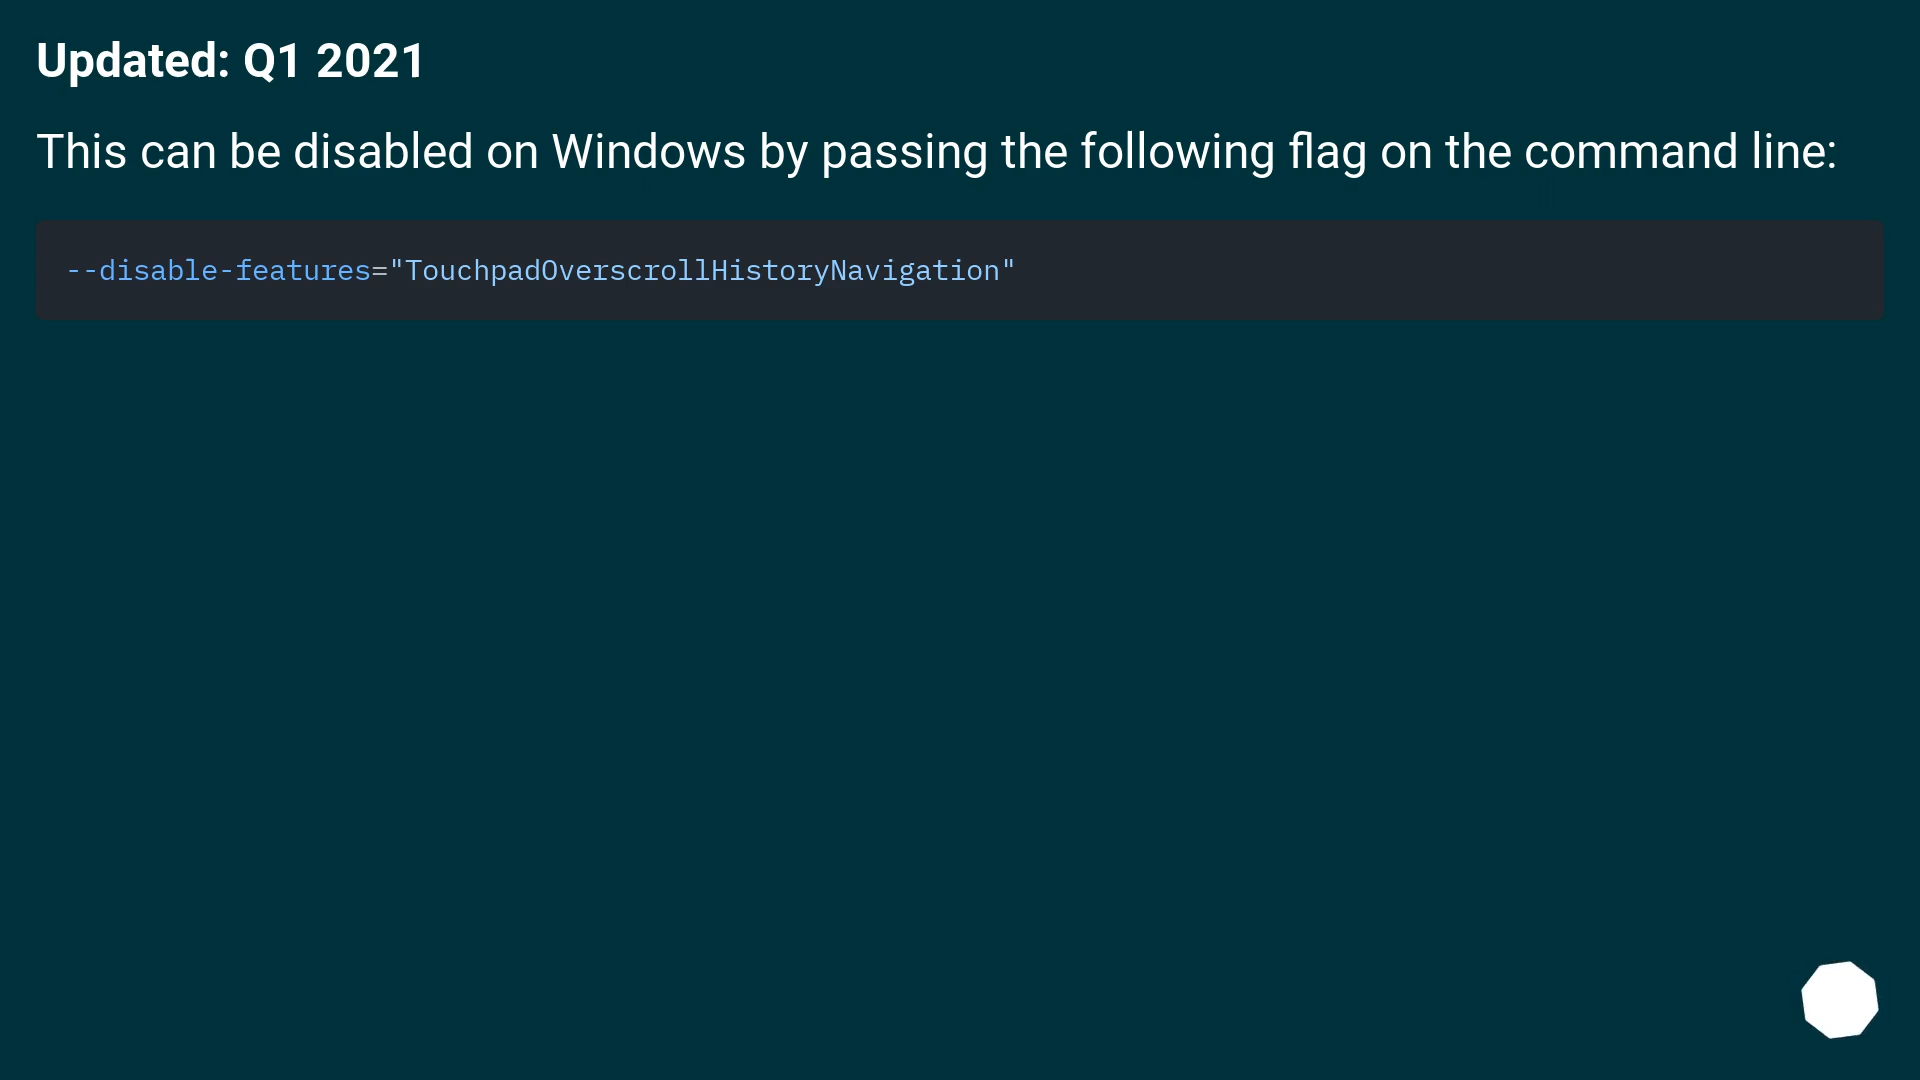 Updated: Q1 2021
This can be disabled on Windows by passing the following flag on the command line:
--disable-features="TouchpadOverscrollHistoryNavigation"